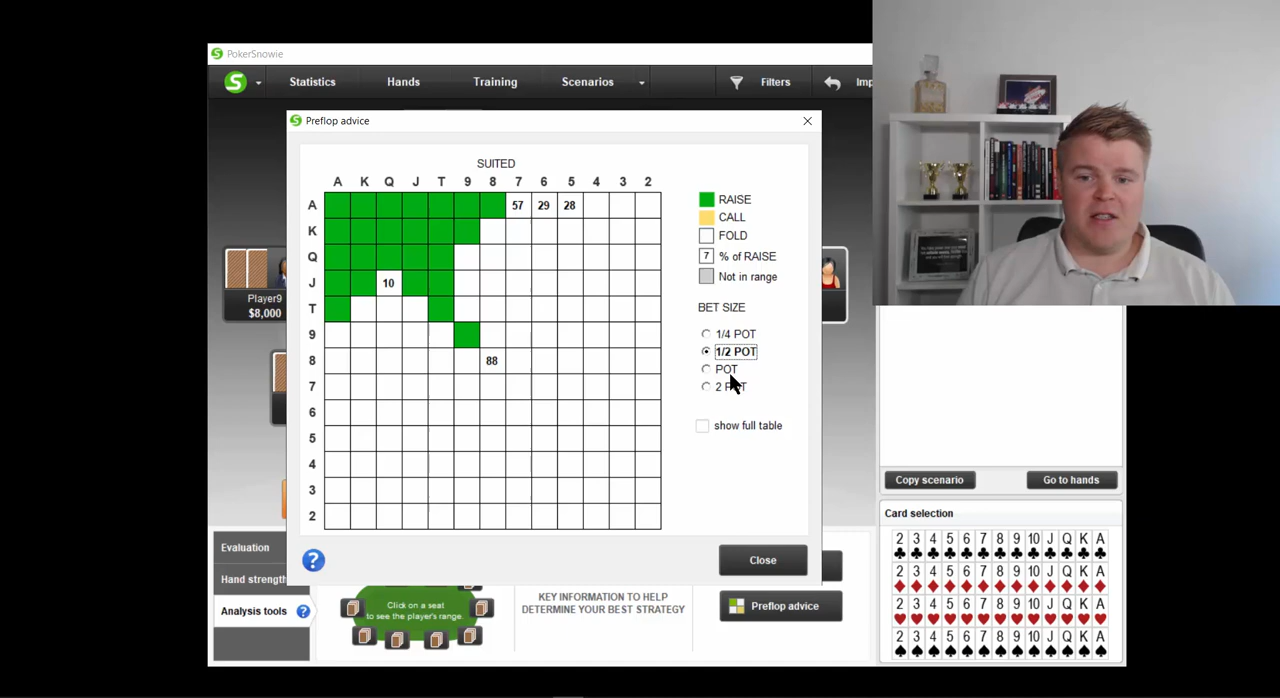 PokerSnowie
Statistics Hands Training Scenarios Filters Imp
Preflop advice
SUITED
A K Q J T 9 8 7 6 5 4 3 2
A 57 29 28
K
Q
J 10
T
9
8 88
7
6
5
4
3
2
RAISE
CALL
FOLD
7 % of RAISE
Not in range
BET SIZE
1/4 POT
1/2 POT
POT
2 POT
show full table
Close
Player9
$8,000
Copy scenario Go to hands
Card selection
2 3 4 5 6 7 8 9 10 J Q K A
2 3 4 5 6 7 8 9 10 J Q K A
2 3 4 5 6 7 8 9 10 J Q K A
2 3 4 5 6 7 8 9 10 J Q K A
Evaluation
Hand strength
Analysis tools
Click on a seat
to see the player's range.
KEY INFORMATION TO HELP
DETERMINE YOUR BEST STRATEGY
Preflop advice